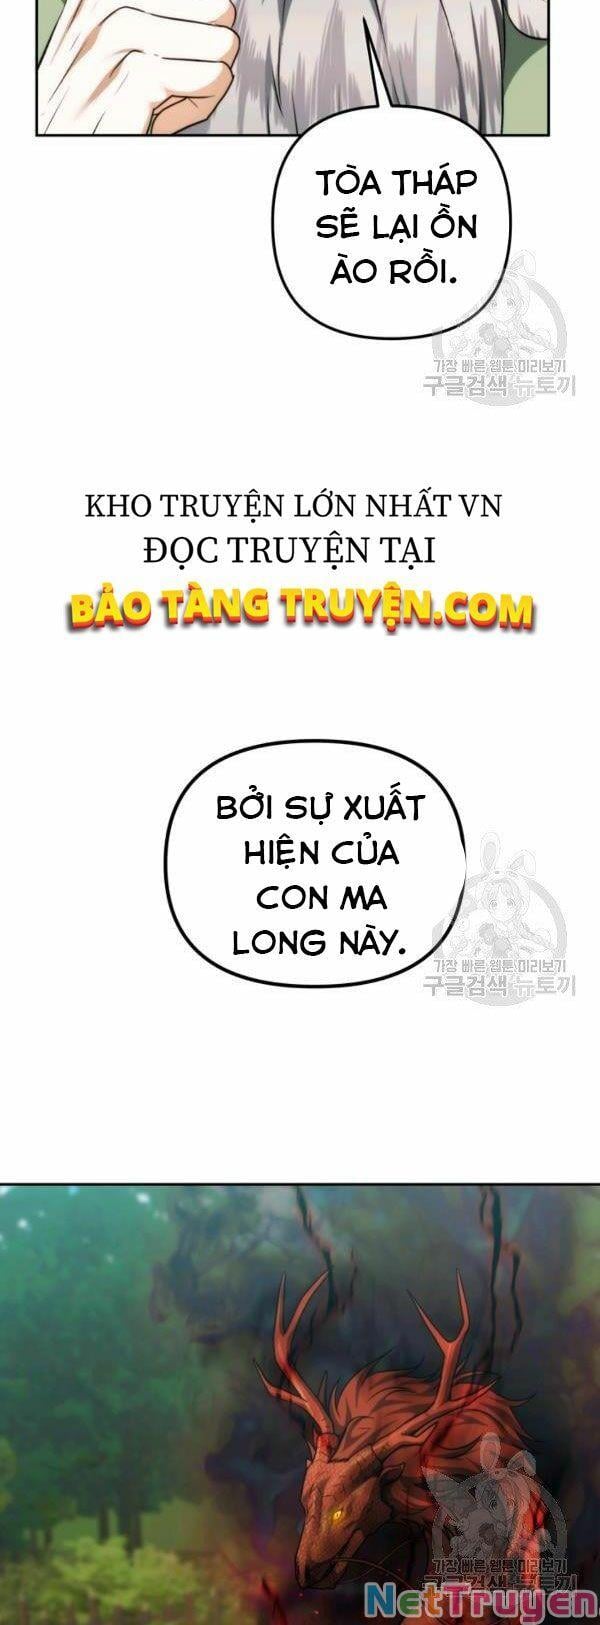 TÒA THÁP
SẼ LẠI ỒN
ÀO RỒI.
가장 빠른 웹툰 미리보기
구글검색 뉴토끼
KHO TRUYỆN LỚN NHẤT VN
ĐỌC TRUYỆN TẠI
BẢO TÀNG TRUYỆN.COM
BỞI SỰ XUẤT
HIỆN CỦA
CON MA
LONG NÀY.
가장 빠른 웹툰 미리보기
구글검색 뉴토끼
가장 빠른 웹툰 미리보기
구글검색 뉴토끼
NetTruyen